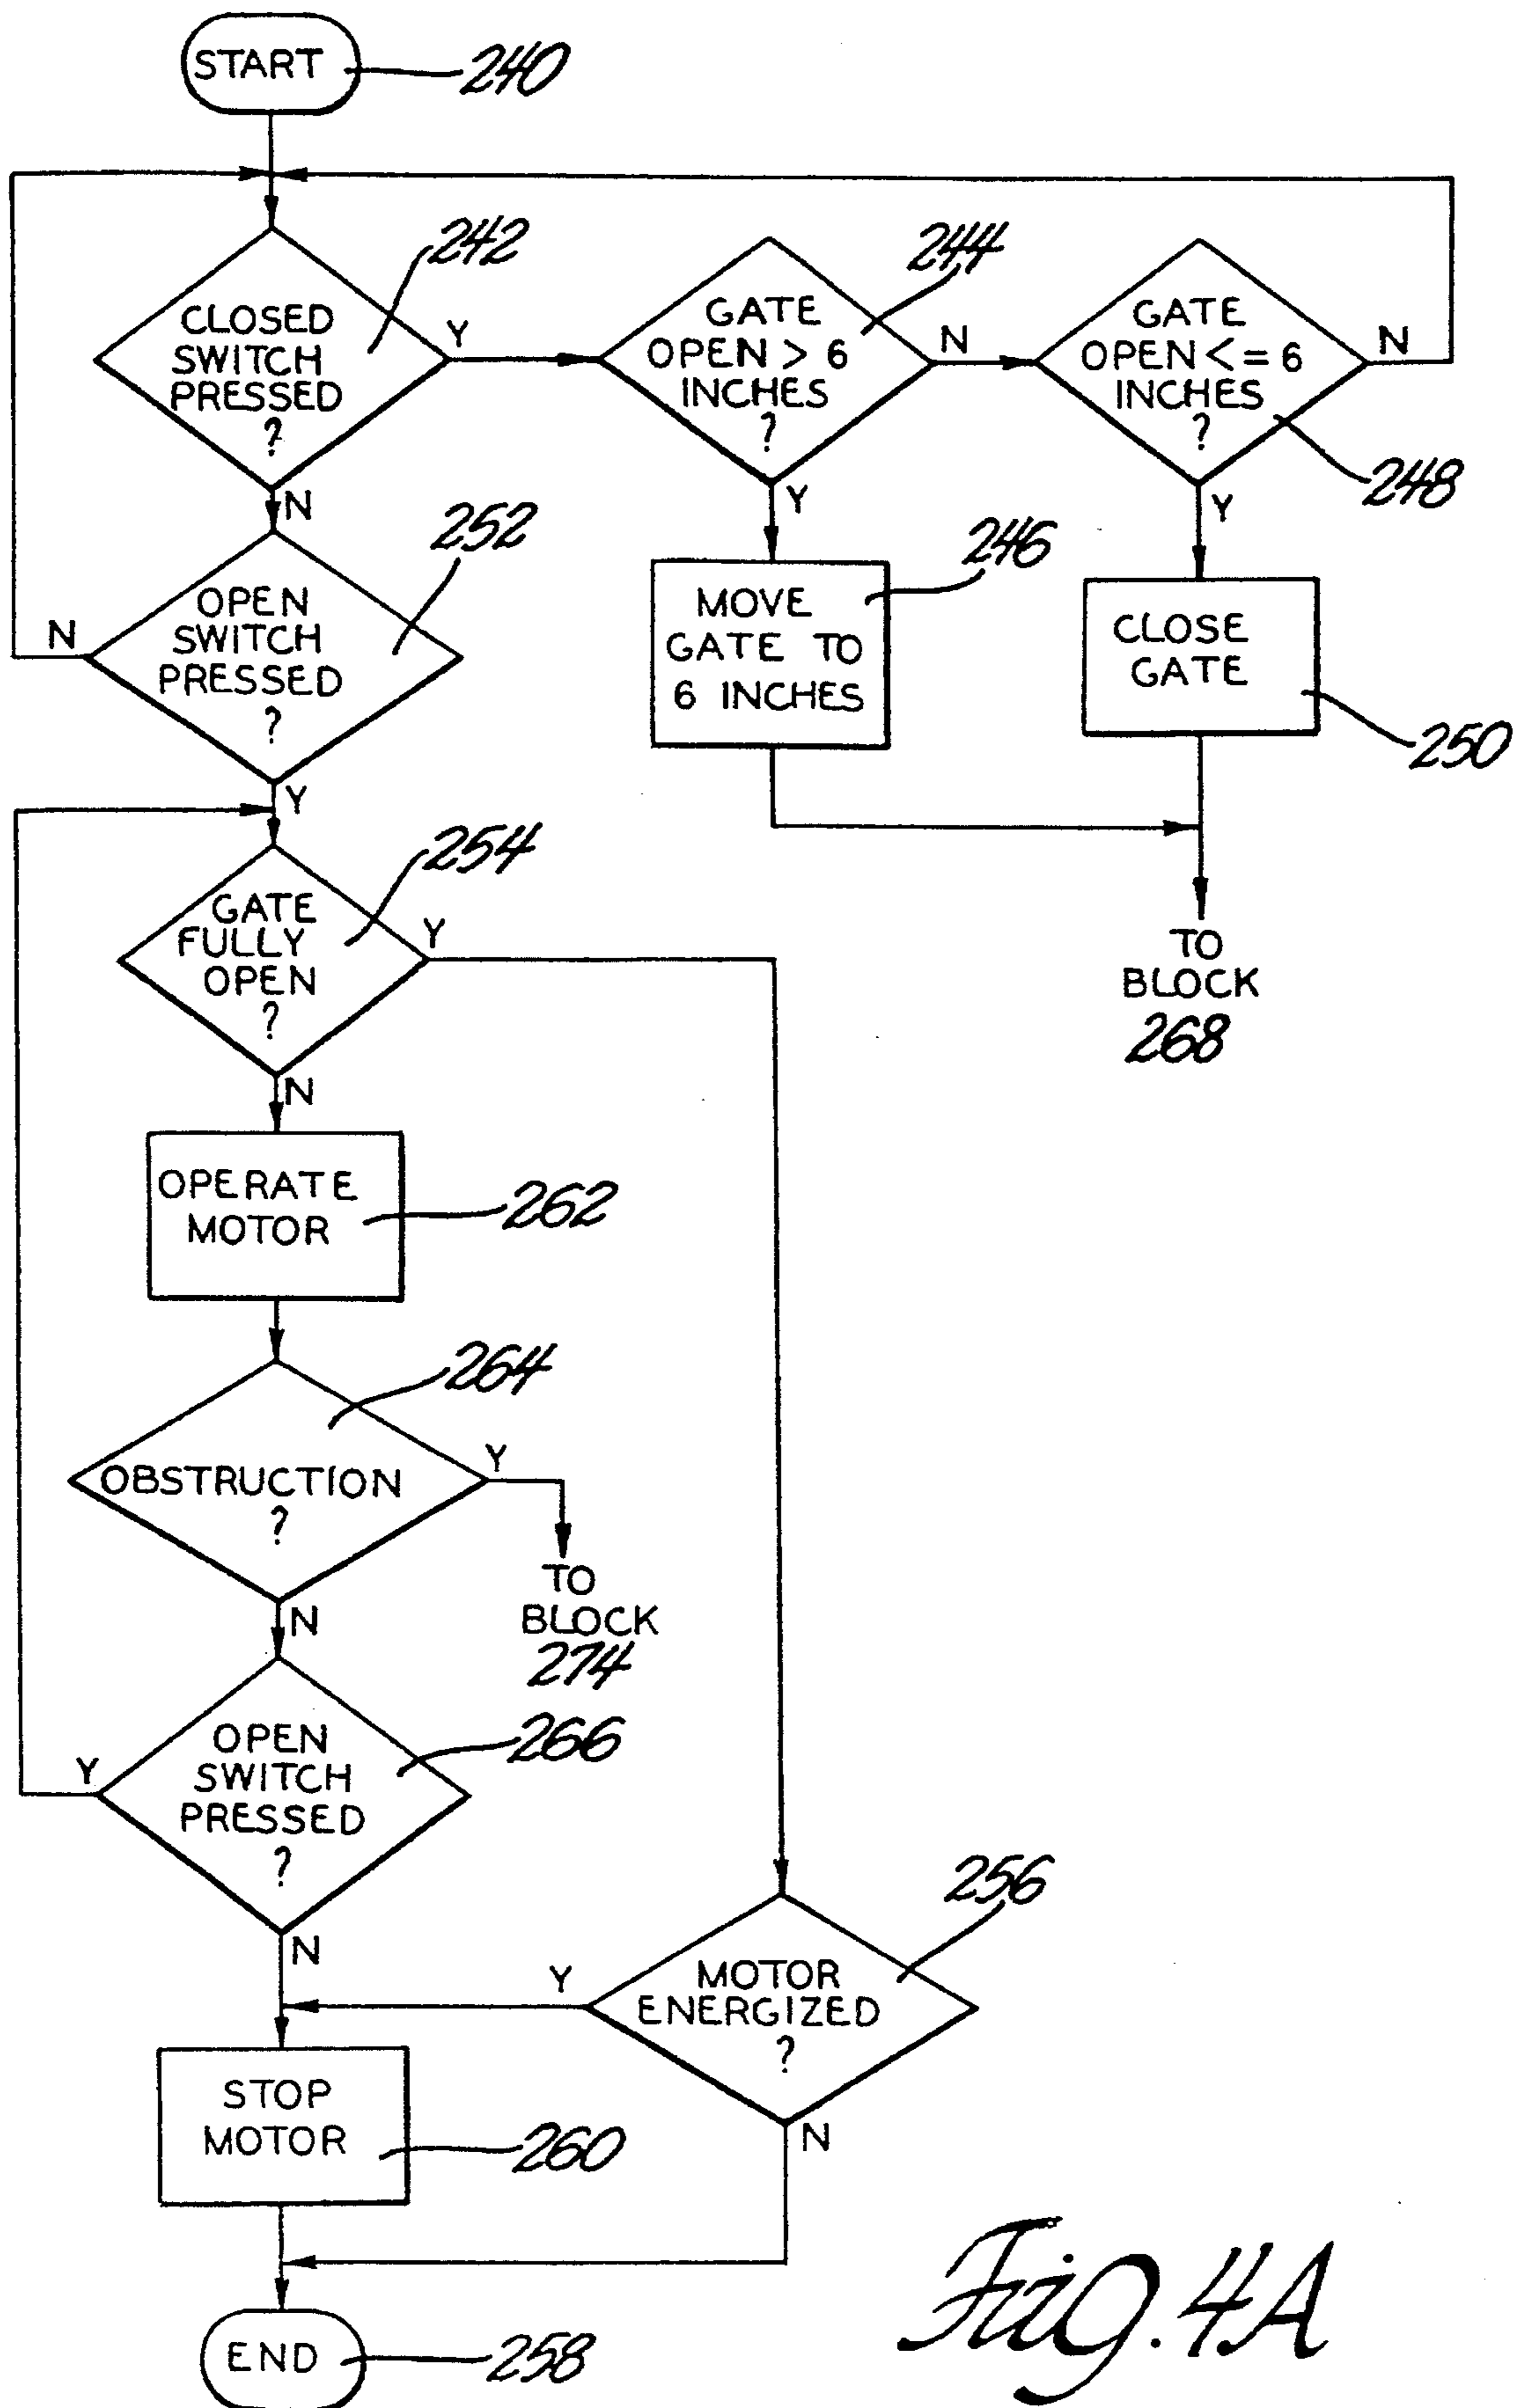 START
240
242
CLOSED
SWITCH
PRESSED
?
Y
N
244
GATE
OPEN > 6
INCHES
?
N
Y
GATE
OPEN <= 6
INCHES
?
N
Y
248
246
MOVE
GATE TO
6 INCHES
CLOSE
GATE
250
TO
BLOCK
268
252
OPEN
SWITCH
PRESSED
?
N
Y
254
GATE
FULLY
OPEN
?
Y
N
OPERATE
MOTOR
262
264
OBSTRUCTION
?
Y
N
TO
BLOCK
274
OPEN
SWITCH
PRESSED
?
266
Y
N
256
MOTOR
ENERGIZED
?
Y
N
STOP
MOTOR
260
END
258
Fig. 4A